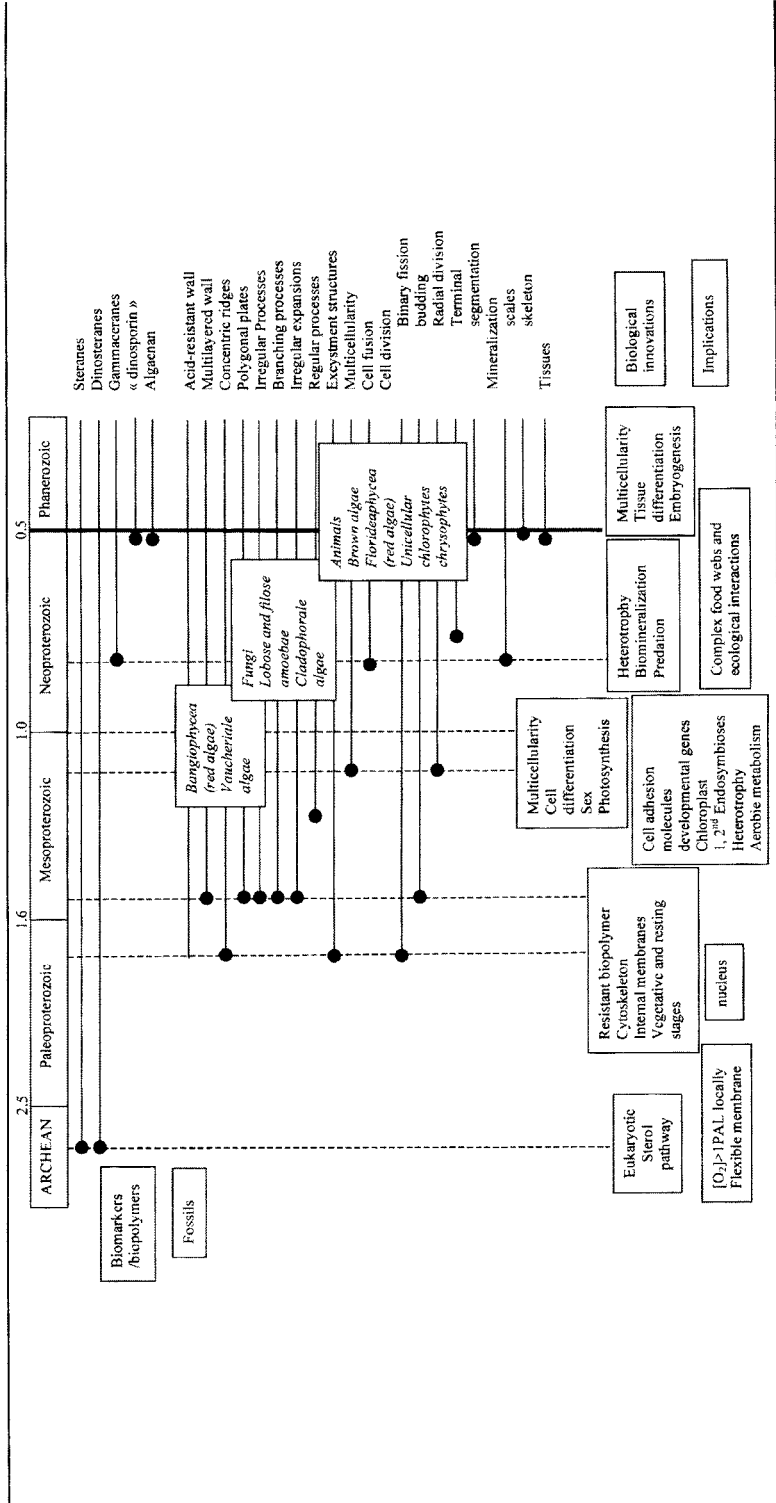 2.5
1.6
1.0
0.5
ARCHEAN
Paleoproterozoic
Mesoproterozoic
Neoproterozoic
Phanerozoic
Biomarkers
/biopolymers
Fossils
Steranes
Dinosteranes
Gammaceranes
« dinosporin »
Algaenan
Acid-resistant wall
Multilayered wall
Concentric ridges
Polygonal plates
Irregular Processes
Branching processes
Irregular expansions
Regular processes
Excystment structures
Multicellularity
Cell fusion
Cell division
Binary fission
budding
Radial division
Terminal
segmentation
Mineralization
scales
skeleton
Tissues
Bangiophycea
(red algae)
Vaucheriale
algae
Fungi
Lobose and filose
amoebae
Cladophorale
algae
Animals
Brown algae
Florideaphycea
(red algae)
Unicellular
chlorophytes
chrysophytes
Eukaryotic
Sterol
pathway
Resistant biopolymer
Cytoskeleton
Internal membranes
Vegetative and resting
stages
Multicellularity
Cell
differentiation
Sex
Photosynthesis
Heterotrophy
Biomineralization
Predation
Multicellularity
Tissue
differentiation
Embryogenesis
Biological
innovations
[O₂]>1PAL locally
Flexible membrane
nucleus
Cell adhesion
molecules
developmental genes
Chloroplast
1, 2nd Endosymbioses
Heterotrophy
Aerobie metabolism
Complex food webs and
ecological interactions
Implications